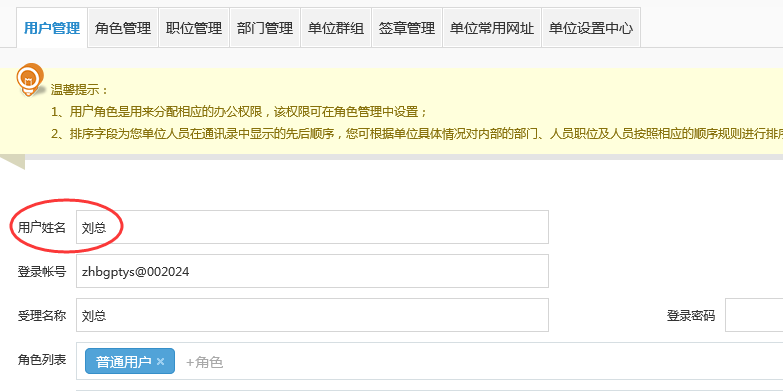 用户管理 角色管理 职位管理 部门管理 单位群组 签章管理 单位常用网址 单位设置中心
温馨提示：
1、用户角色是用来分配相应的办公权限，该权限可在角色管理中设置；
2、排序字段为您单位人员在通讯录中显示的先后顺序，您可根据单位具体情况对内部的部门、人员职位及人员按照相应的顺序规则进行排序
用户姓名 刘总
登录帐号 zhbgptys@002024
受理名称 刘总 登录密码
角色列表 普通用户 × +角色